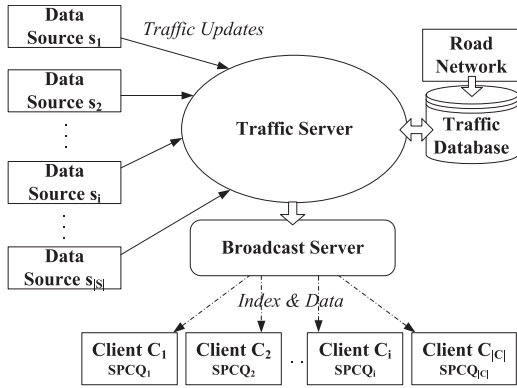 Data
Source s1
Traffic Updates
Data
Source s2
. . .
Data
Source si
. . .
Data
Source s|S|
Traffic Server
Road
Network
Traffic
Database
Broadcast Server
Index & Data
Client C1
SPCQ1
Client C2
SPCQ2
. .
Client Ci
SPCQi
Client C|C|
SPCQ|C|